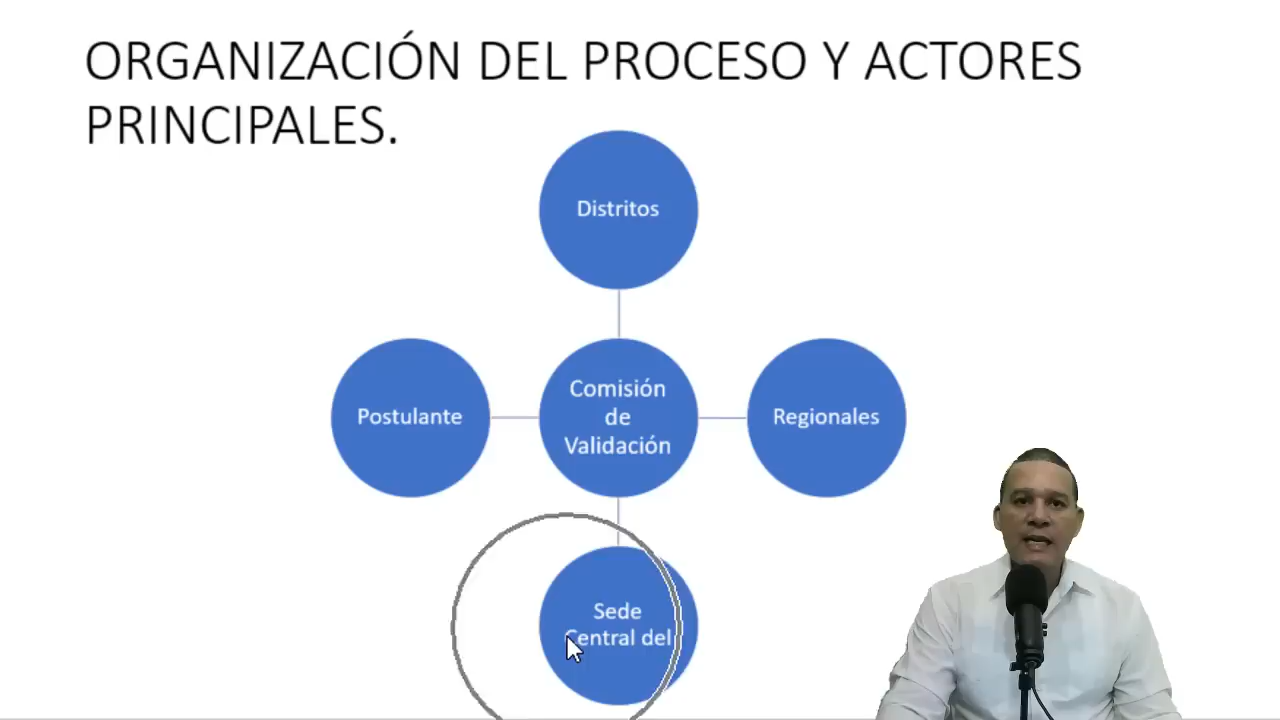 ORGANIZACIÓN DEL PROCESO Y ACTORES
PRINCIPALES.
Distritos
Postulante
Comisión
de
Validación
Regionales
Sede
Central del